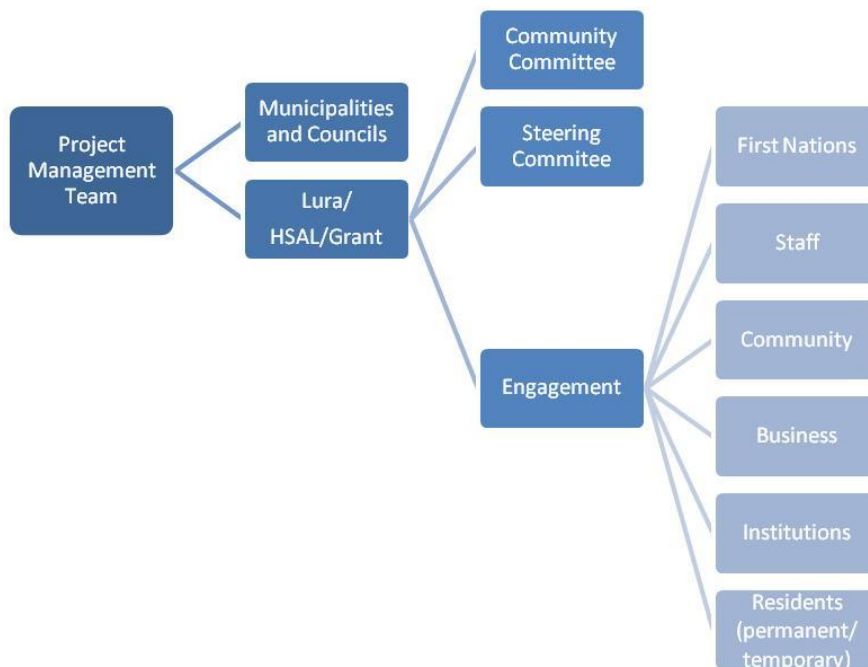 Project
Management
Team
Municipalities
and Councils
Lura/
HSAL/Grant
Community
Committee
Steering
Commitee
Engagement
First Nations
Staff
Community
Business
Institutions
Residents
(permanent/
temporary)